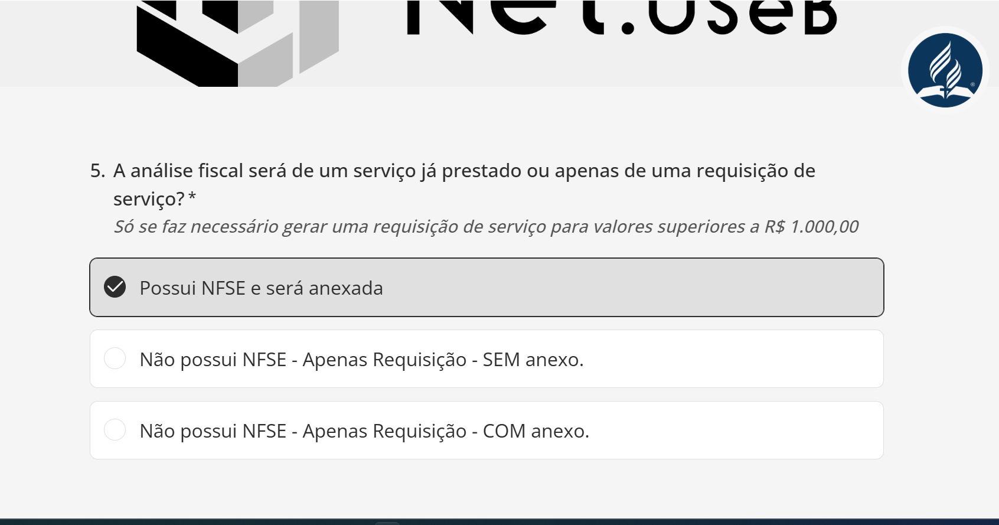 Net.USeB
®
5. A análise fiscal será de um serviço já prestado ou apenas de uma requisição de
serviço? *
Só se faz necessário gerar uma requisição de serviço para valores superiores a R$ 1.000,00
Possui NFSE e será anexada
Não possui NFSE - Apenas Requisição - SEM anexo.
Não possui NFSE - Apenas Requisição - COM anexo.